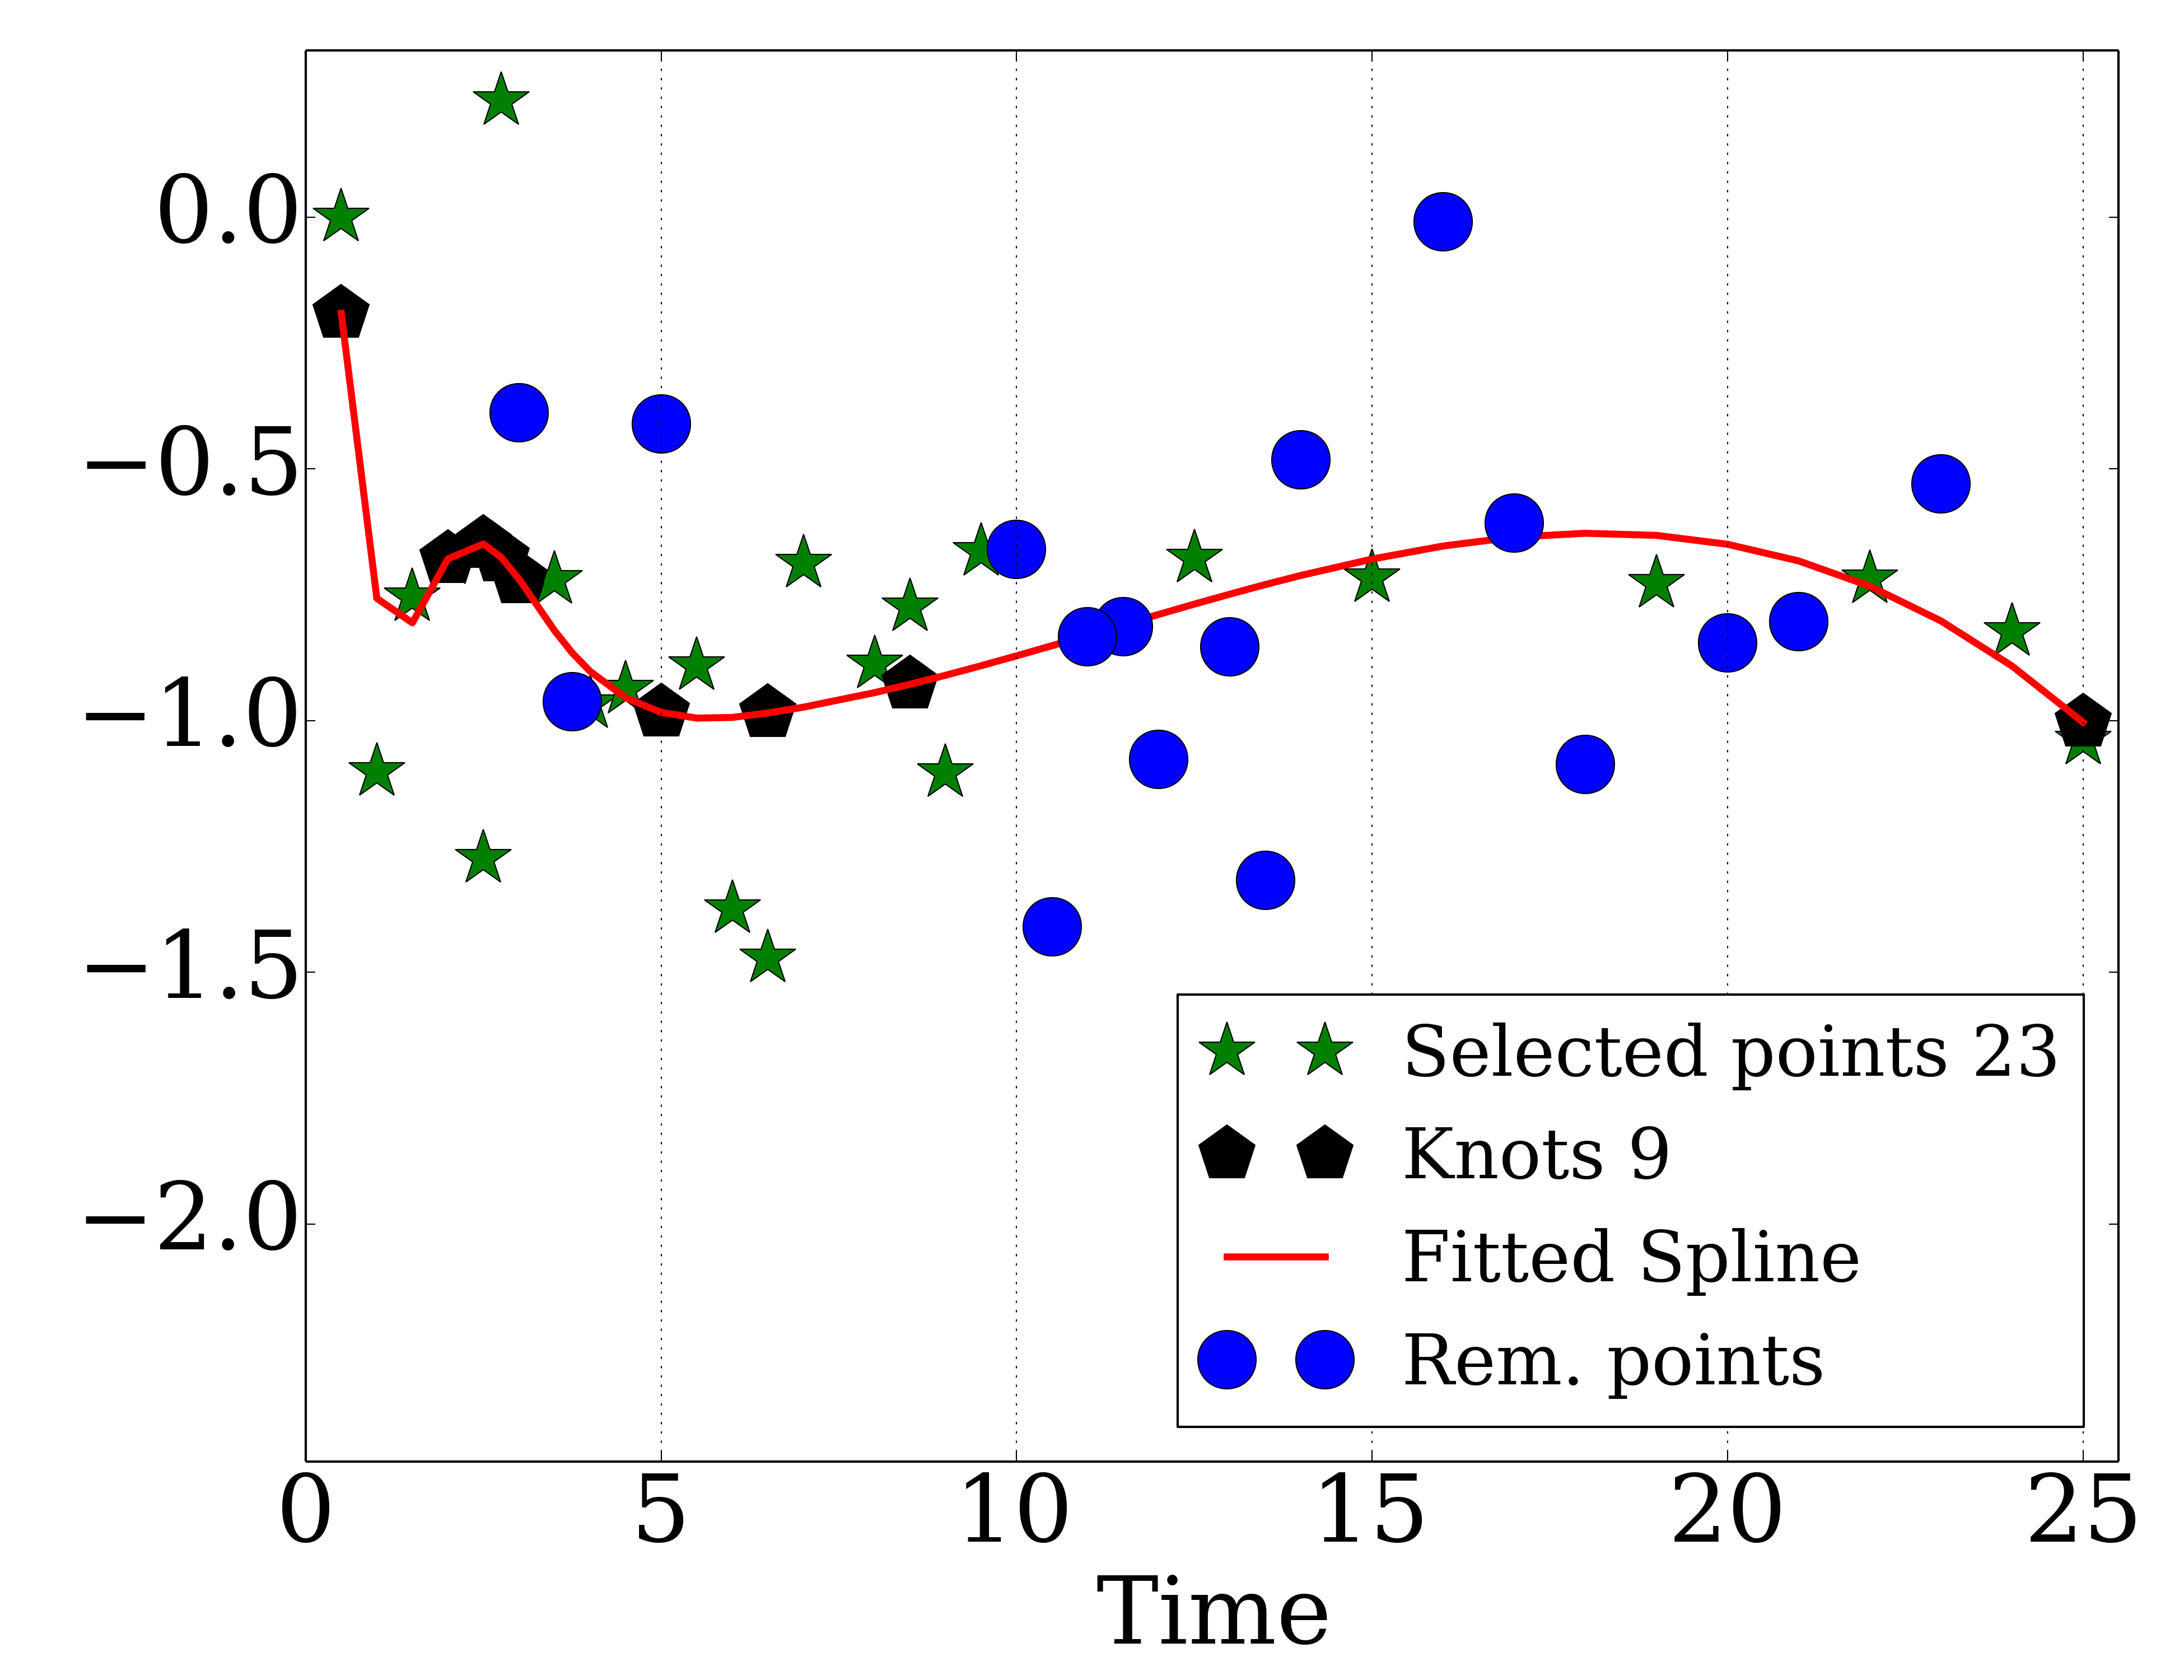 0.0
−0.5
−1.0
−1.5
−2.0
Selected points 23
Knots 9
Fitted Spline
Rem. points
0 5 10 15 20 25
Time